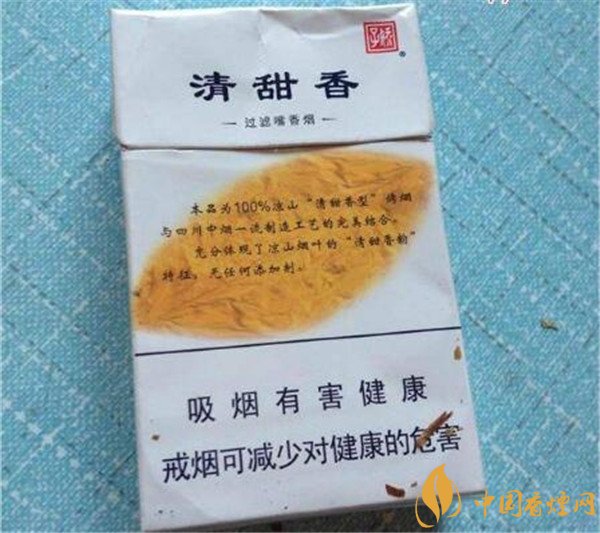 娇子
®
清甜香
过滤嘴香烟
本品为100%凉山“清甜香型”烤烟
与四川中烟一流制造工艺的完美结合。
充分体现了凉山烟叶的“清甜香韵”
特征，无任何添加剂。
吸烟有害健康
戒烟可减少对健康的危害
中国香烟网